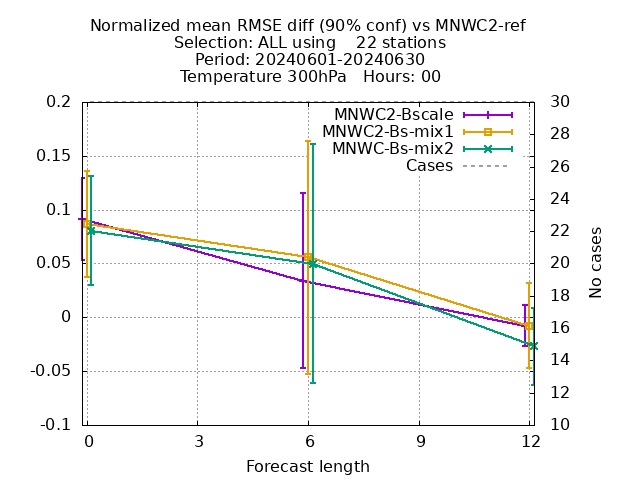 Normalized mean RMSE diff (90% conf) vs MNWC2-ref
Selection: ALL using    22 stations
Period: 20240601-20240630
Temperature 300hPa   Hours: 00
0.2
0.15
0.1
0.05
0
-0.05
-0.1
30
28
26
24
22
20
18
16
14
12
10
MNWC2-Bscale
MNWC2-Bs-mix1
MNWC-Bs-mix2
Cases
No cases
0
3
6
9
12
Forecast length